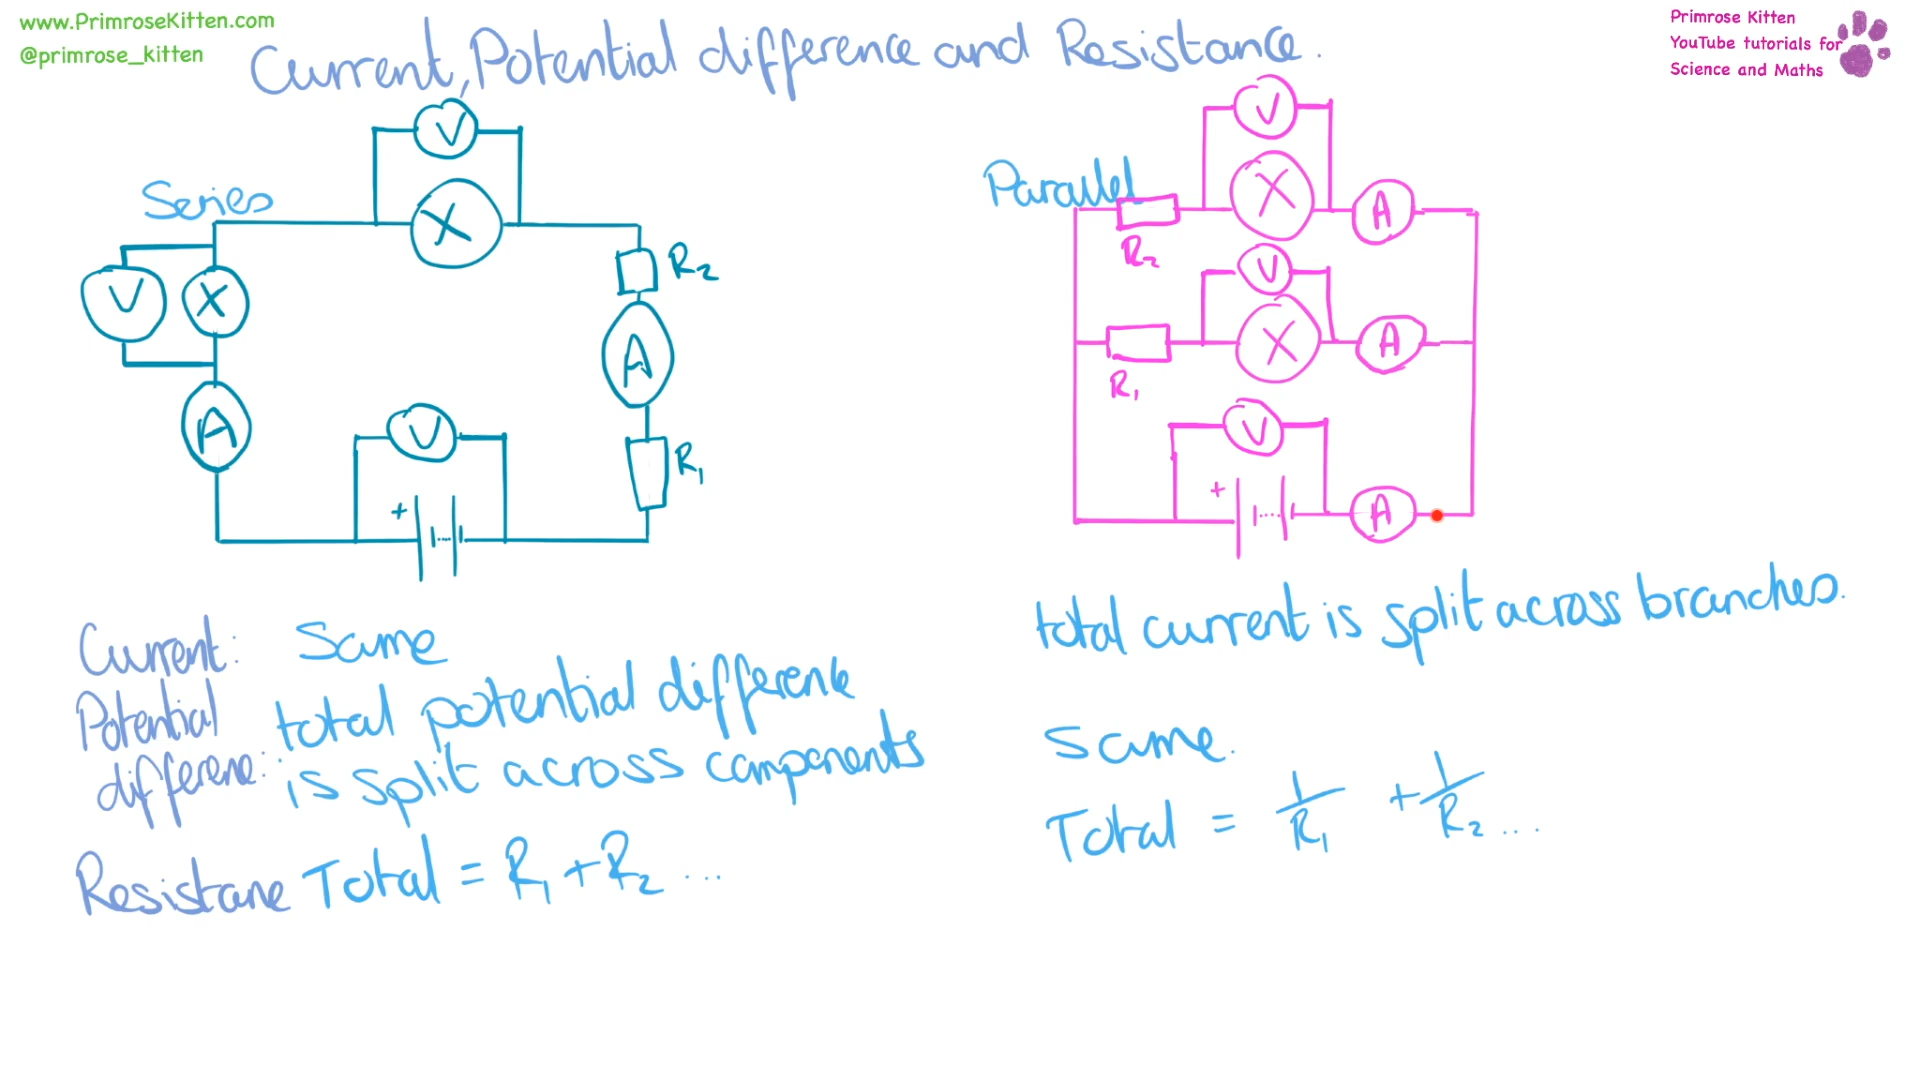 www.PrimroseKitten.com
@primrose_kitten
Primrose Kitten
YouTube tutorials for
Science and Maths
Current, Potential difference and Resistance.
Series
V
X
R2
V
X
A
A
V
R1
+
Parallel
V
X
A
R2
V
X
A
R1
V
+
A
Current: Same
total current is split across branches.
Potential difference: total potential difference
is split across components
Same.
Resistane Total = R1 + R2 ...
Total = 1/R1 + 1/R2 ...